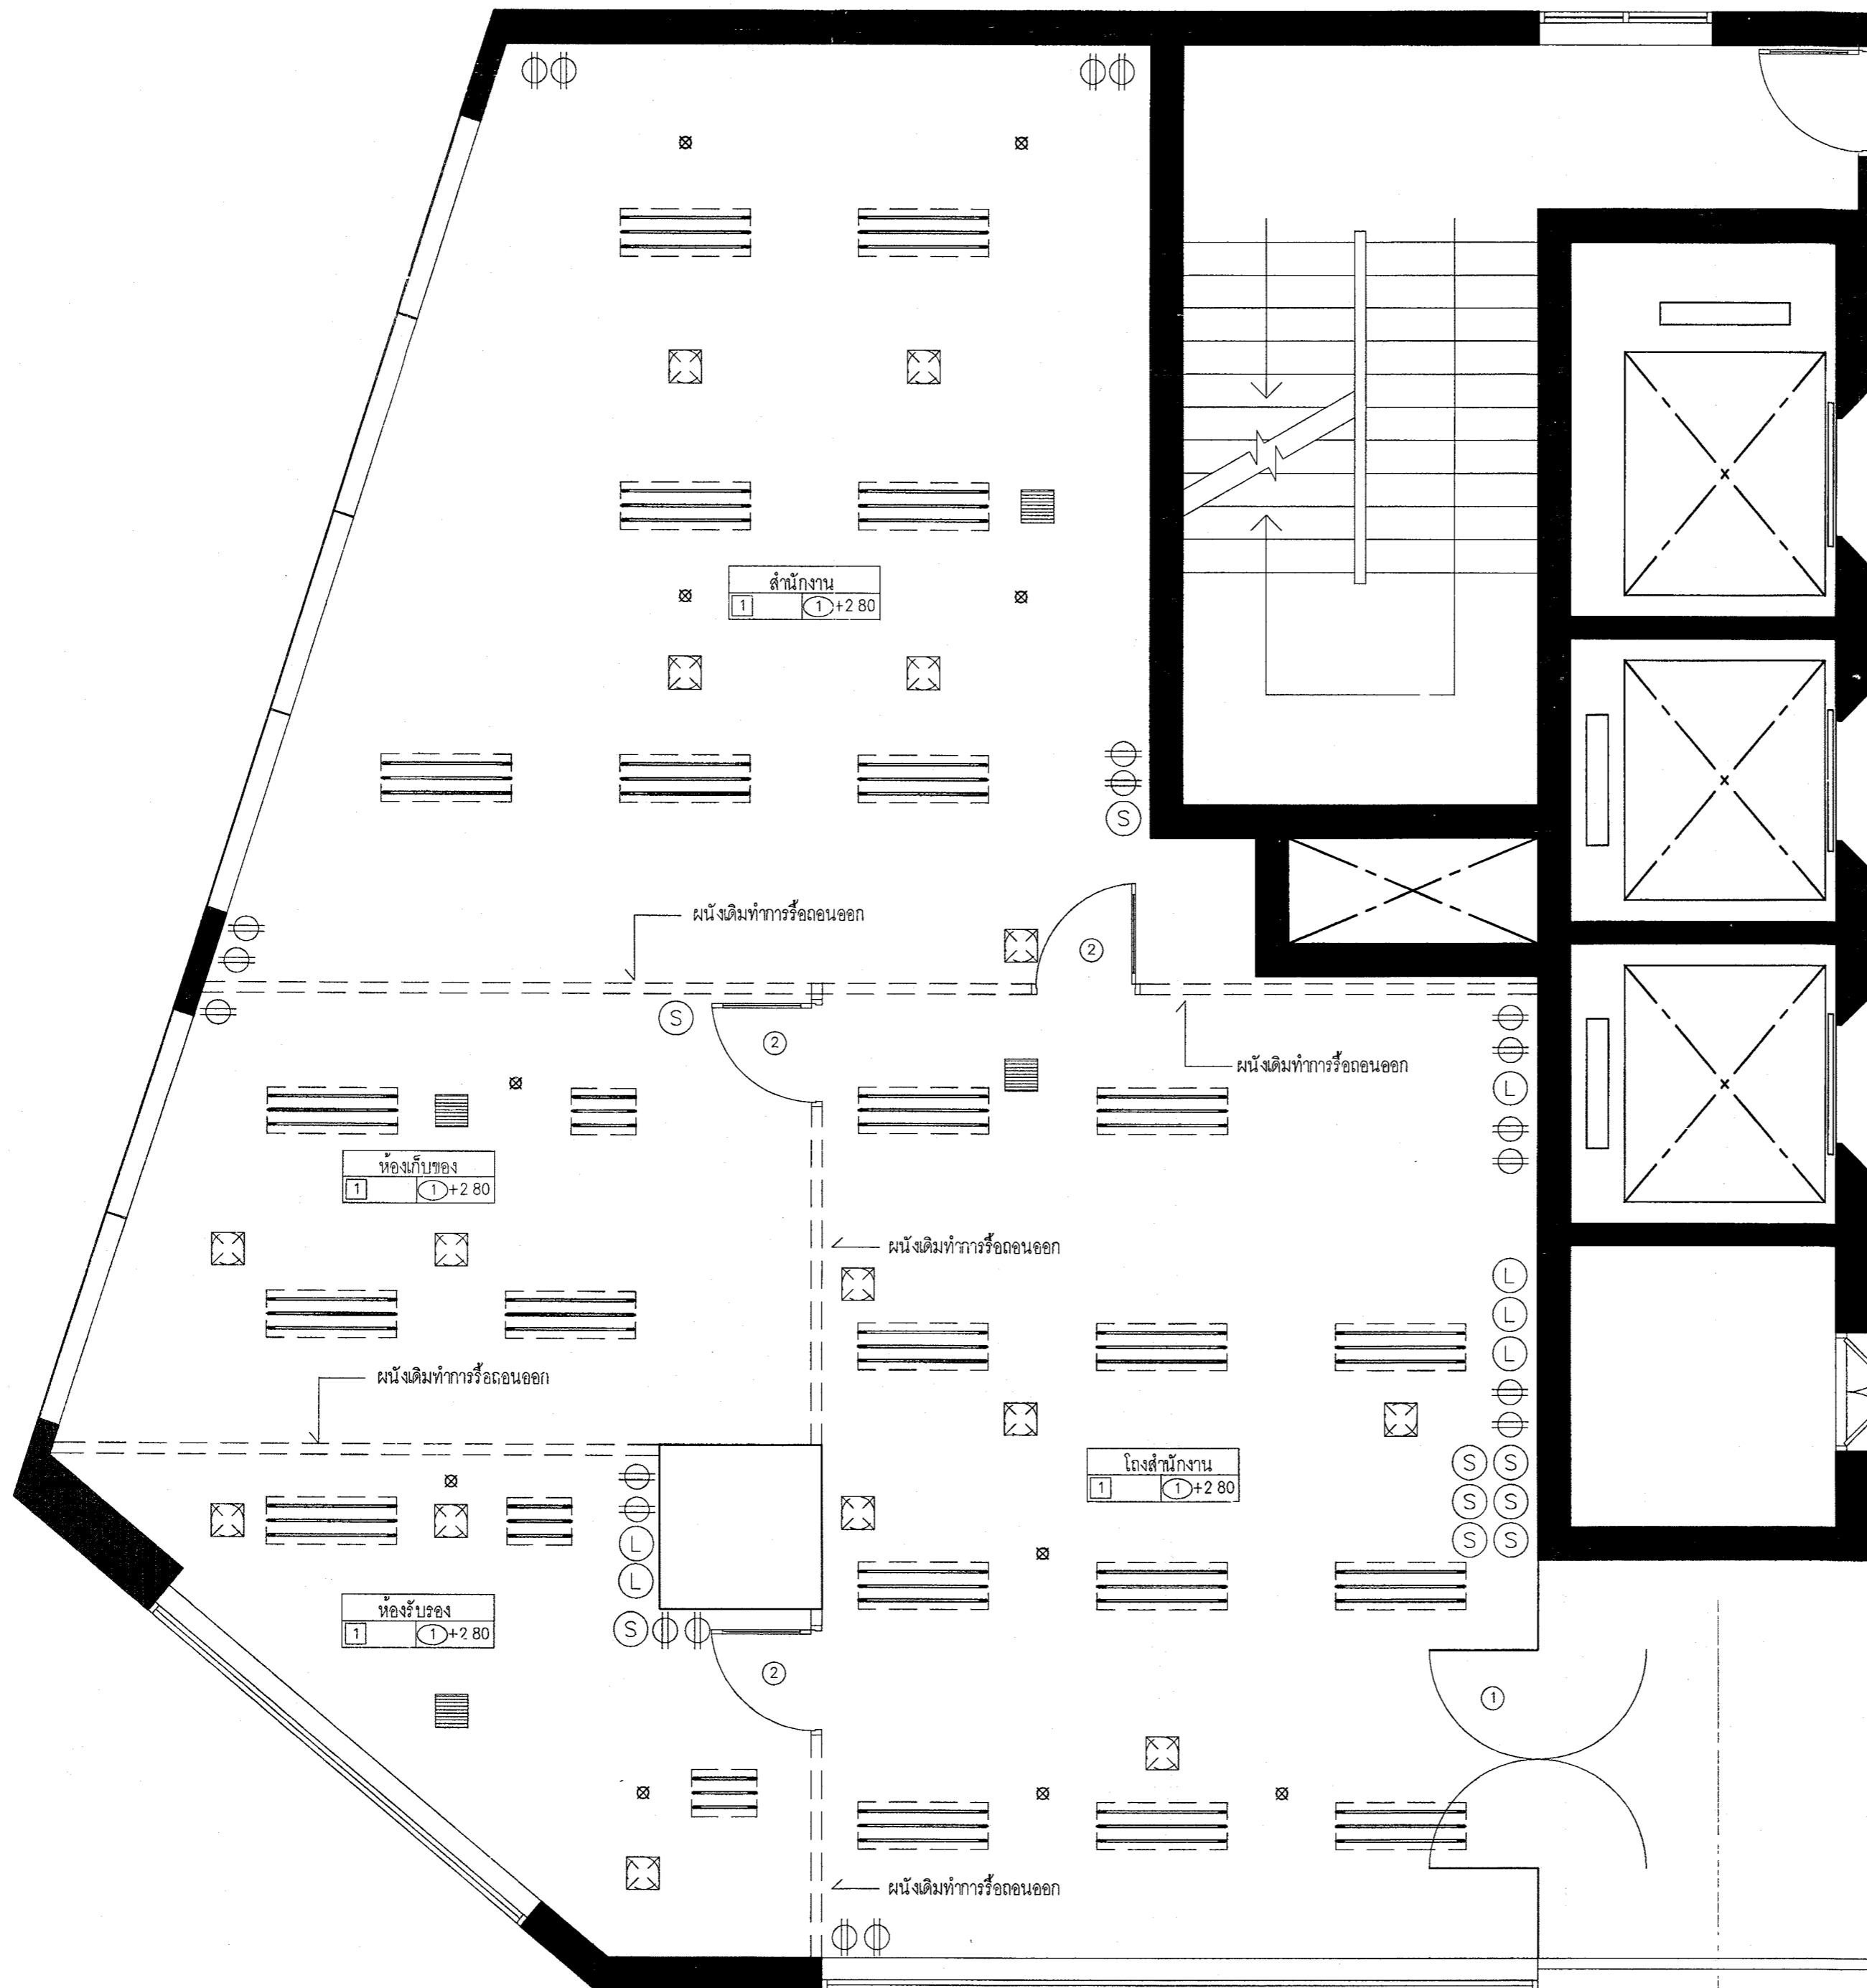 สำนักงาน
1 1 +2 80
S
ผนังเดิมทำการรื้อถอนออก
2
S
2
ผนังเดิมทำการรื้อถอนออก
L
ห้องเก็บของ
1 1 +2 80
ผนังเดิมทำการรื้อถอนออก
L
L
L
ผนังเดิมทำการรื้อถอนออก
โถงสำนักงาน
1 1 +2 80
S S
S S
S S
L
L
ห้องรับรอง
1 1 +2 80
S
2
1
ผนังเดิมทำการรื้อถอนออก